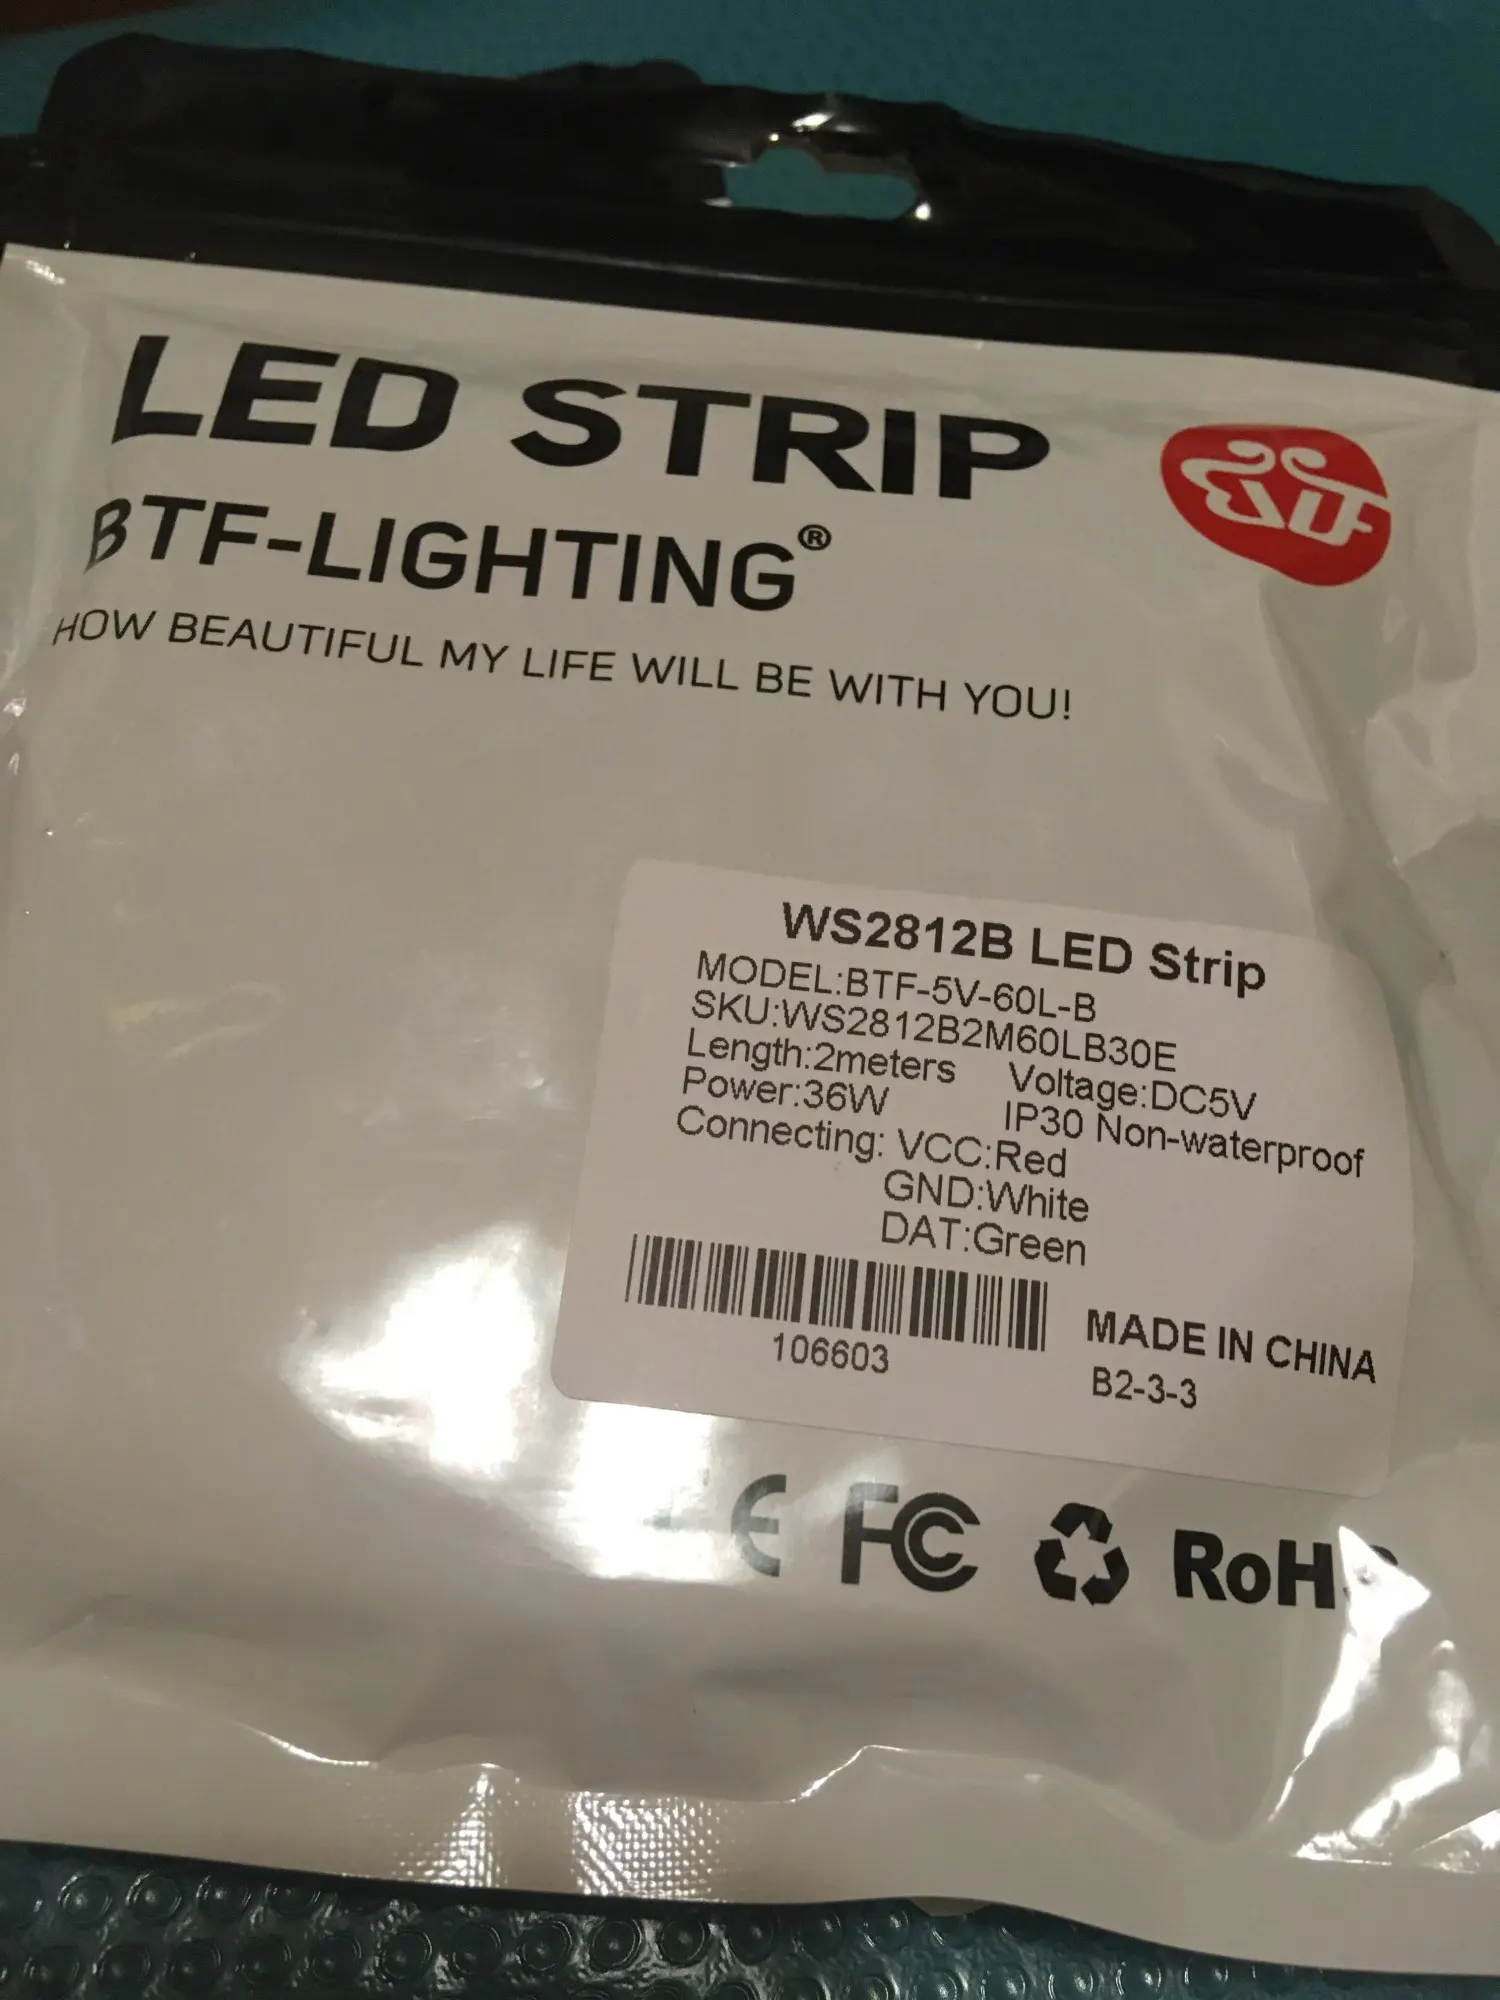 LED STRIP
BTF-LIGHTING®
HOW BEAUTIFUL MY LIFE WILL BE WITH YOU!
WS2812B LED Strip
MODEL:BTF-5V-60L-B
SKU:WS2812B2M60LB30E
Length:2meters Voltage:DC5V
Power:36W IP30 Non-waterproof
Connecting: VCC:Red
GND:White
DAT:Green
106603
MADE IN CHINA
B2-3-3
CE FC RoHS